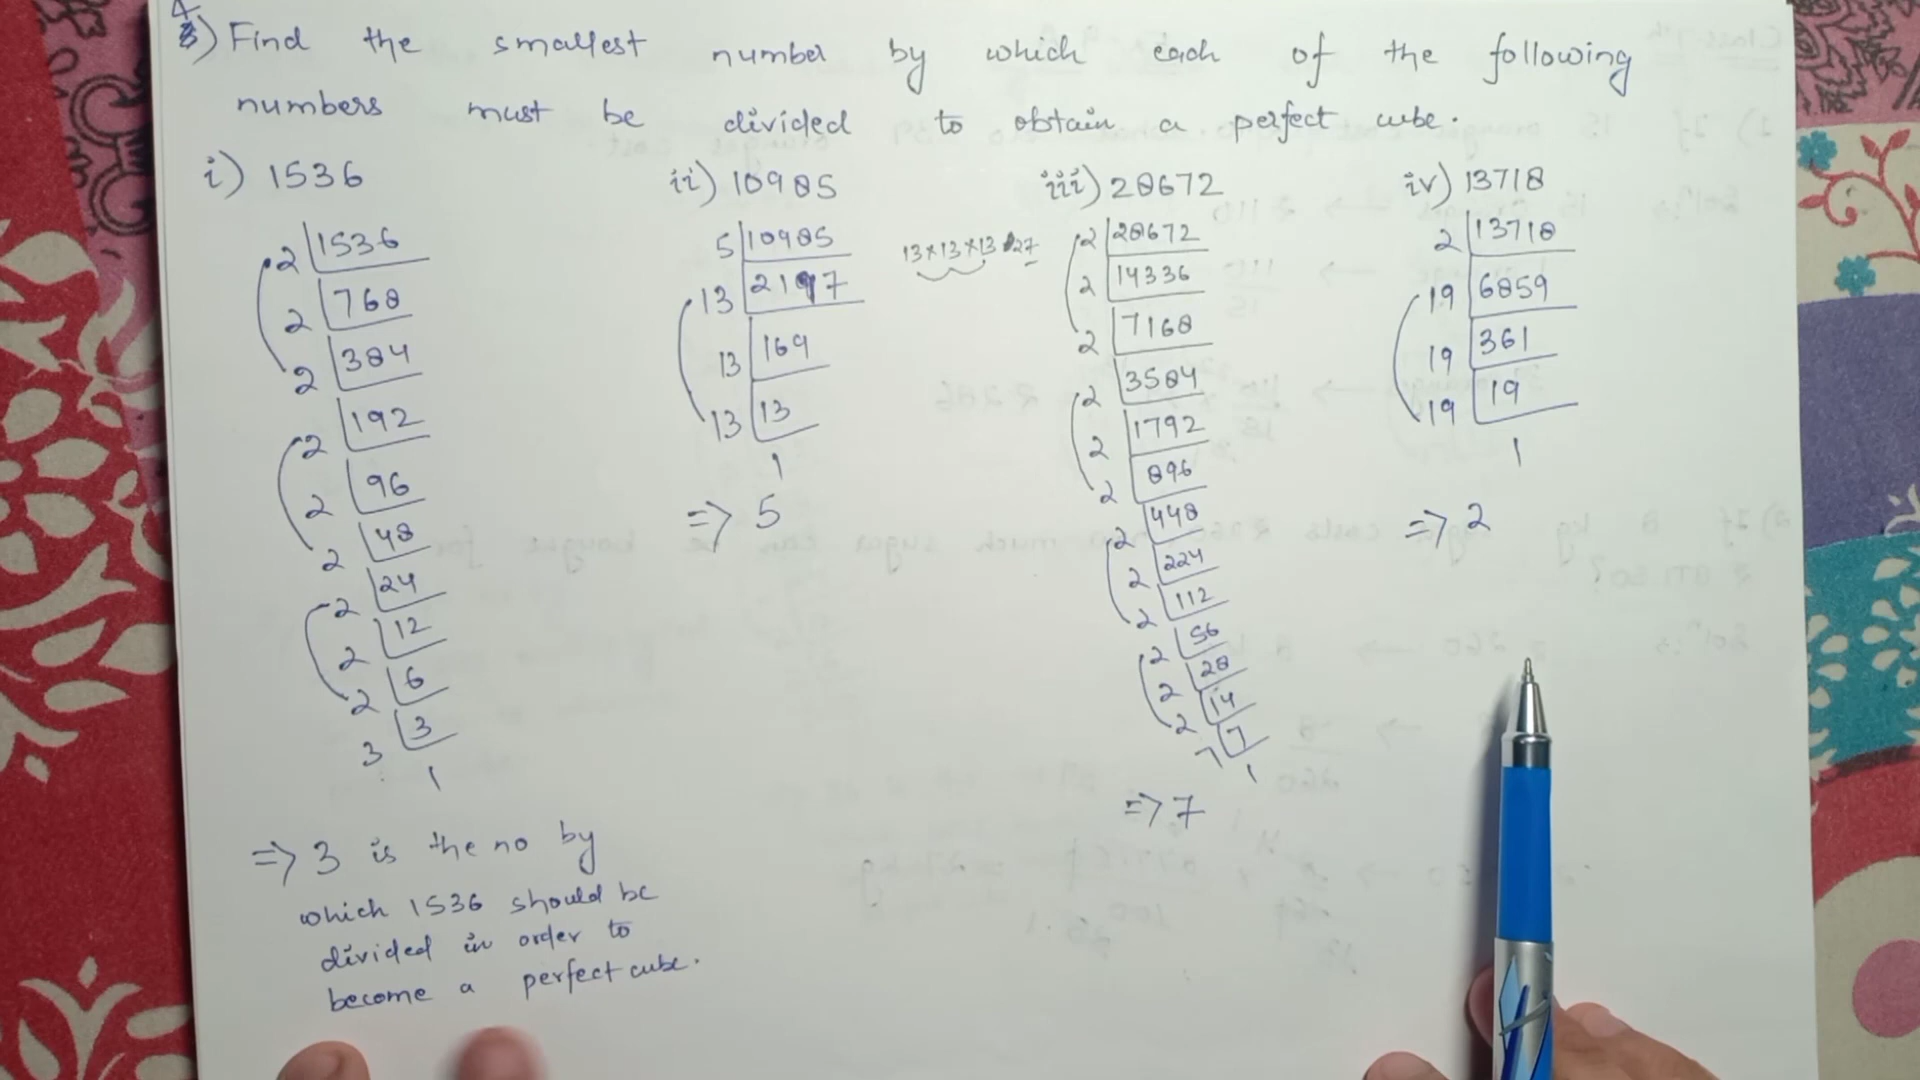 4) Find the smallest number by which each of the following
numbers must be divided to obtain a perfect cube.
i) 1536
2 | 1536
2 | 768
2 | 384
2 | 192
2 | 96
2 | 48
2 | 24
2 | 12
2 | 6
3 | 3
1
=> 3 is the no by
which 1536 should be
divided in order to
become a perfect cube.
ii) 10985
5 | 10985
13 | 2197
13 | 169
13 | 13
1
=> 5
13×13×13
27
iii) 28672
2 | 28672
2 | 14336
2 | 7168
2 | 3584
2 | 1792
2 | 896
2 | 448
2 | 224
2 | 112
2 | 56
2 | 28
2 | 14
7 | 7
1
=> 7
iv) 13718
2 | 13718
19 | 6859
19 | 361
19 | 19
1
=> 2